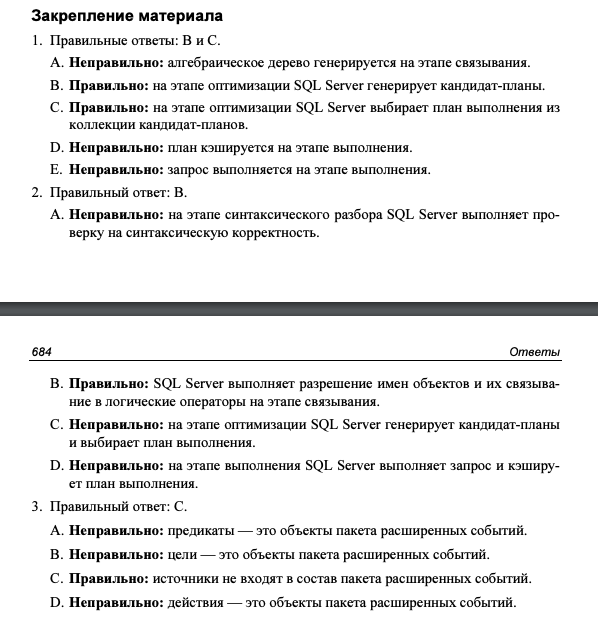 Закрепление материала
1. Правильные ответы: B и C.
A. Неправильно: алгебраическое дерево генерируется на этапе связывания.
B. Правильно: на этапе оптимизации SQL Server генерирует кандидат-планы.
C. Правильно: на этапе оптимизации SQL Server выбирает план выполнения из
коллекции кандидат-планов.
D. Неправильно: план кэшируется на этапе выполнения.
E. Неправильно: запрос выполняется на этапе выполнения.
2. Правильный ответ: B.
A. Неправильно: на этапе синтаксического разбора SQL Server выполняет про-
верку на синтаксическую корректность.
684 Ответы
B. Правильно: SQL Server выполняет разрешение имен объектов и их связыва-
ние в логические операторы на этапе связывания.
C. Неправильно: на этапе оптимизации SQL Server генерирует кандидат-планы
и выбирает план выполнения.
D. Неправильно: на этапе выполнения SQL Server выполняет запрос и кэширу-
ет план выполнения.
3. Правильный ответ: C.
A. Неправильно: предикаты — это объекты пакета расширенных событий.
B. Неправильно: цели — это объекты пакета расширенных событий.
C. Правильно: источники не входят в состав пакета расширенных событий.
D. Неправильно: действия — это объекты пакета расширенных событий.